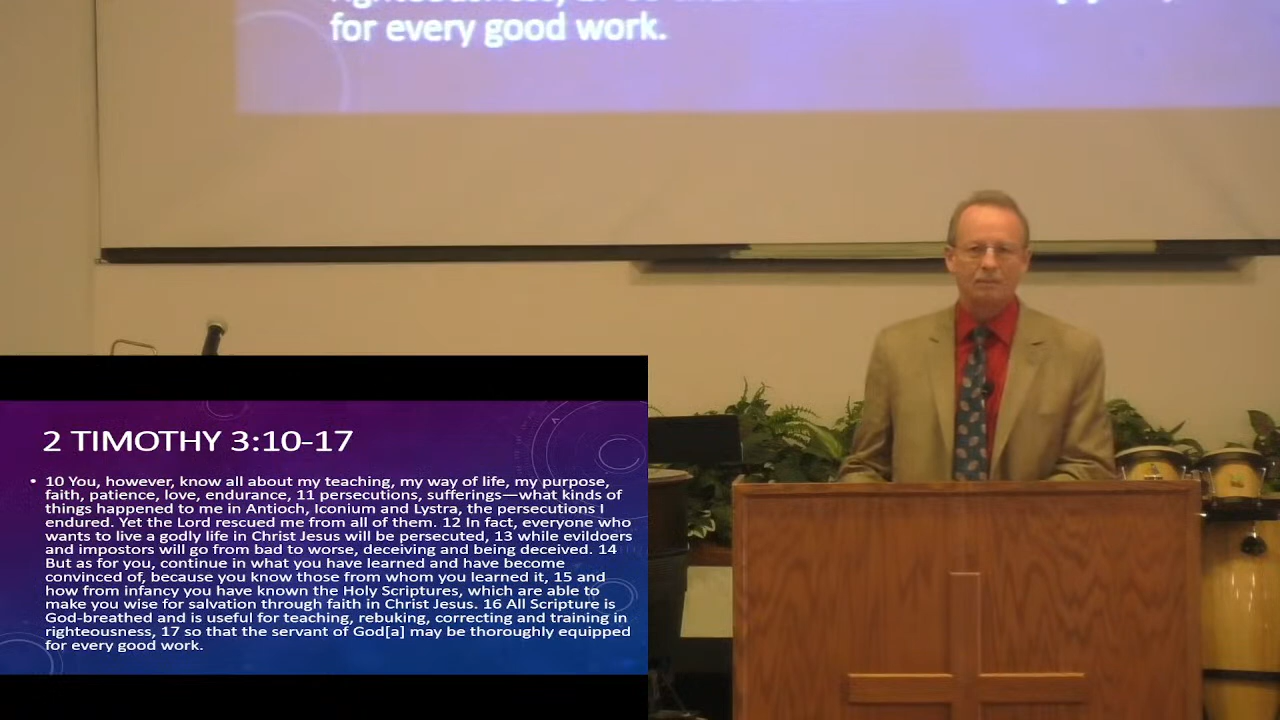 for every good work.
2 TIMOTHY 3:10-17
• 10 You, however, know all about my teaching, my way of life, my purpose,
faith, patience, love, endurance, 11 persecutions, sufferings—what kinds of
things happened to me in Antioch, Iconium and Lystra, the persecutions I
endured. Yet the Lord rescued me from all of them. 12 In fact, everyone who
wants to live a godly life in Christ Jesus will be persecuted, 13 while evildoers
and impostors will go from bad to worse, deceiving and being deceived. 14
But as for you, continue in what you have learned and have become
convinced of, because you know those from whom you learned it, 15 and
how from infancy you have known the Holy Scriptures, which are able to
make you wise for salvation through faith in Christ Jesus. 16 All Scripture is
God-breathed and is useful for teaching, rebuking, correcting and training in
righteousness, 17 so that the servant of God[a] may be thoroughly equipped
for every good work.